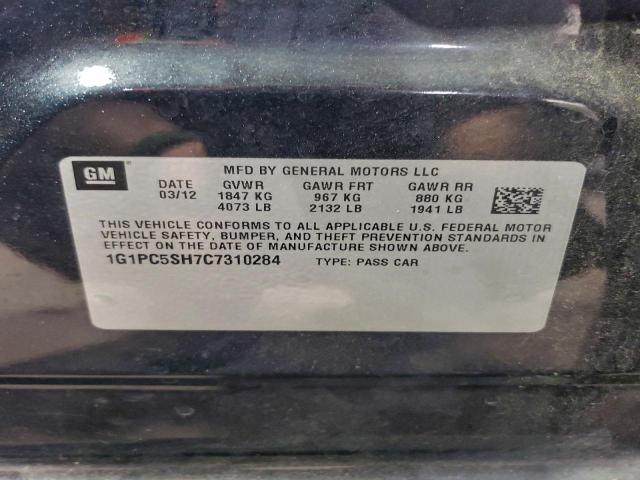 GM
MFD BY GENERAL MOTORS LLC
DATE GVWR GAWR FRT GAWR RR
03/12 1847 KG 967 KG 880 KG
4073 LB 2132 LB 1941 LB
THIS VEHICLE CONFORMS TO ALL APPLICABLE U.S. FEDERAL MOTOR
VEHICLE SAFETY, BUMPER, AND THEFT PREVENTION STANDARDS IN
EFFECT ON THE DATE OF MANUFACTURE SHOWN ABOVE.
1G1PC5SH7C7310284 TYPE: PASS CAR